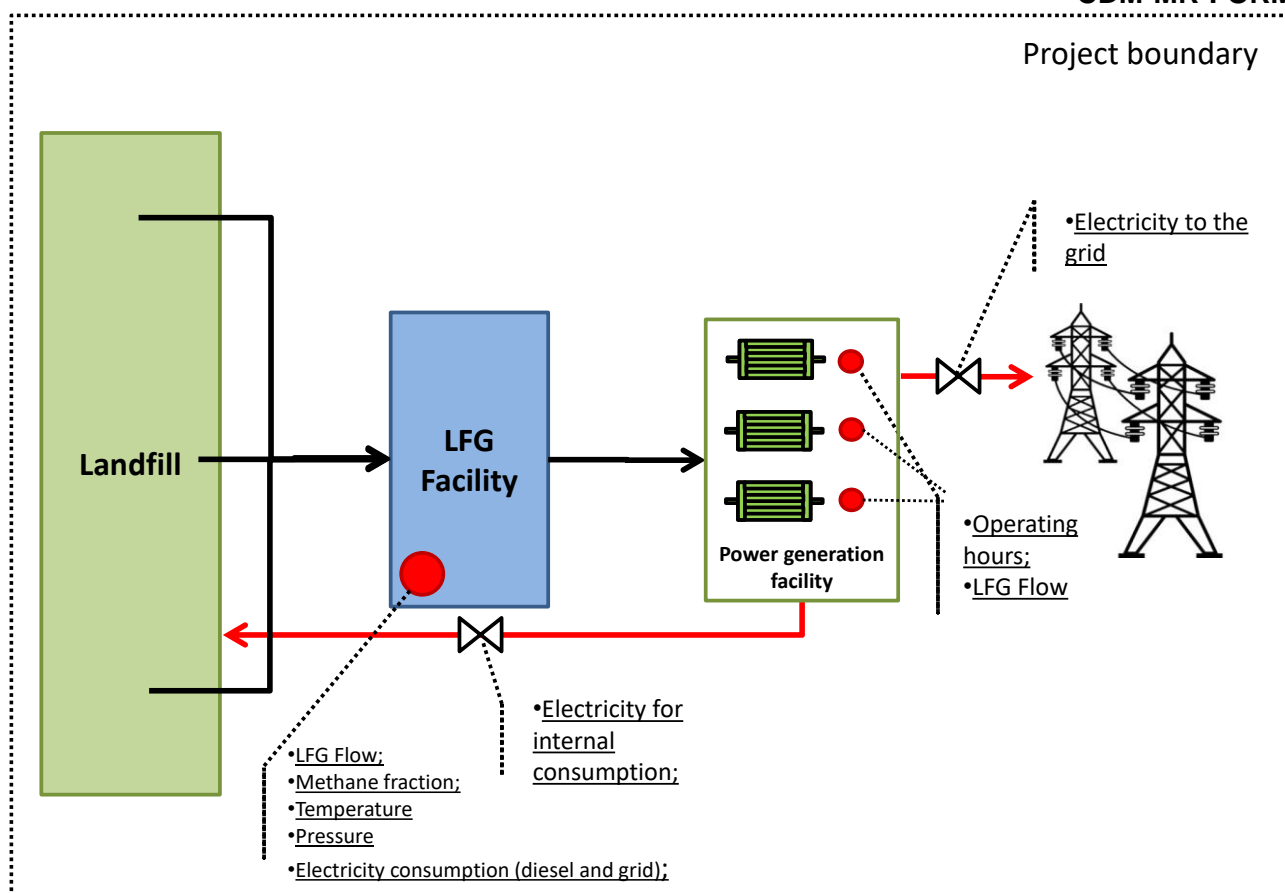 Project boundary
•Electricity to the
grid
Landfill
LFG
Facility
Power generation
facility
•Operating
hours;
•LFG Flow
•Electricity for
internal
consumption;
•LFG Flow;
•Methane fraction;
•Temperature
•Pressure
•Electricity consumption (diesel and grid);